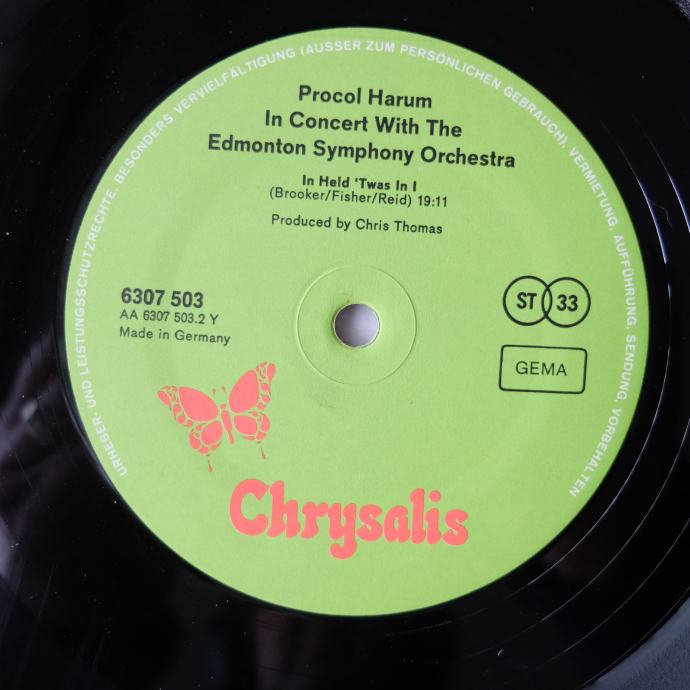 URHEBER- UND LEISTUNGSSCHUTZRECHTE, BESONDERS VERVIELFÄLTIGUNG (AUSSER ZUM PERSÖNLICHEN GEBRAUCH), VERMIETUNG, AUFFÜHRUNG, SENDUNG, VORBEHALTEN
Procol Harum
In Concert With The
Edmonton Symphony Orchestra
In Held 'Twas In I
(Brooker/Fisher/Reid) 19:11
Produced by Chris Thomas
6307 503
AA 6307 503.2 Y
Made in Germany
ST 33
GEMA
Chrysalis